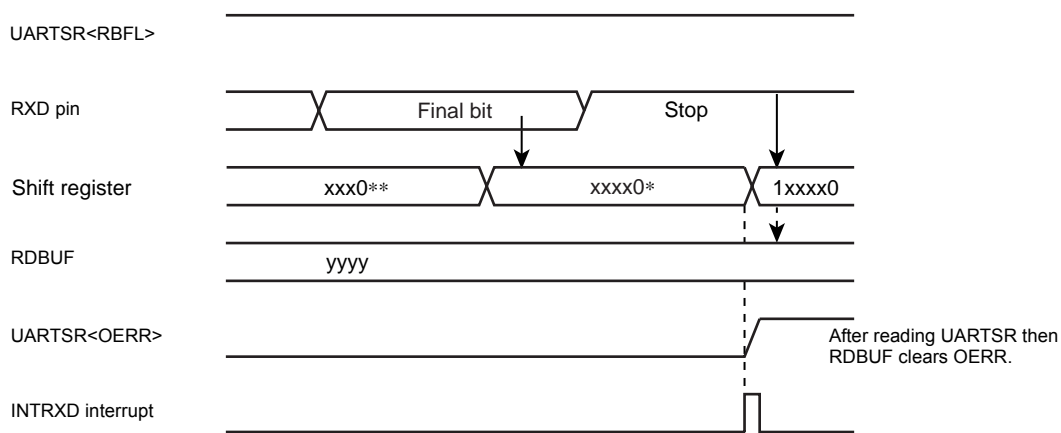 UARTSR<RBFL>
RXD pin
Final bit
Stop
Shift register
xxx0**
xxxx0*
1xxxx0
RDBUF
yyyy
UARTSR<OERR>
After reading UARTSR then
RDBUF clears OERR.
INTRXD interrupt